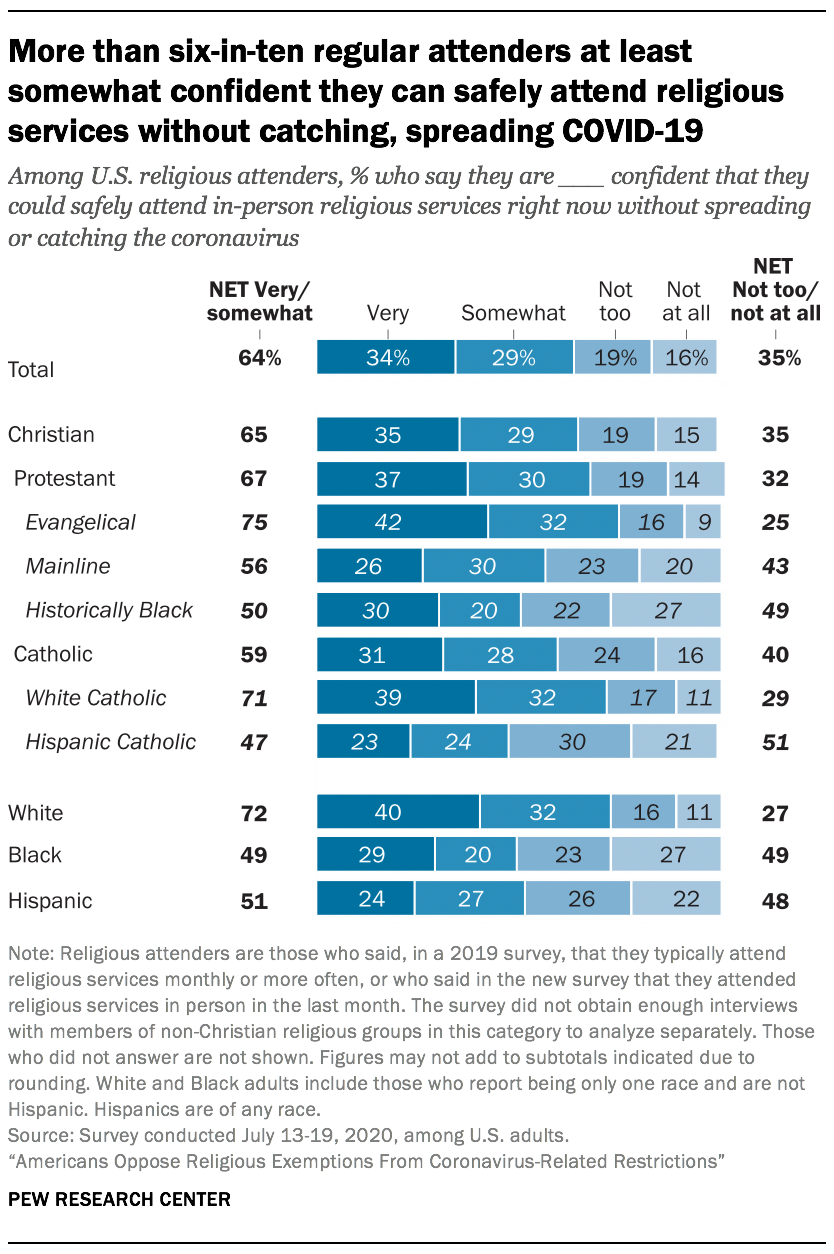 More than six-in-ten regular attenders at least
somewhat confident they can safely attend religious
services without catching, spreading COVID-19
Among U.S. religious attenders, % who say they are ____ confident that they
could safely attend in-person religious services right now without spreading
or catching the coronavirus
NET Very/
somewhat
Very
Somewhat
Not
too
Not
at all
NET
Not too/
not at all
Total 64% 34% 29% 19% 16% 35%
Christian 65 35 29 19 15 35
Protestant 67 37 30 19 14 32
Evangelical 75 42 32 16 9 25
Mainline 56 26 30 23 20 43
Historically Black 50 30 20 22 27 49
Catholic 59 31 28 24 16 40
White Catholic 71 39 32 17 11 29
Hispanic Catholic 47 23 24 30 21 51
White 72 40 32 16 11 27
Black 49 29 20 23 27 49
Hispanic 51 24 27 26 22 48
Note: Religious attenders are those who said, in a 2019 survey, that they typically attend
religious services monthly or more often, or who said in the new survey that they attended
religious services in person in the last month. The survey did not obtain enough interviews
with members of non-Christian religious groups in this category to analyze separately. Those
who did not answer are not shown. Figures may not add to subtotals indicated due to
rounding. White and Black adults include those who report being only one race and are not
Hispanic. Hispanics are of any race.
Source: Survey conducted July 13-19, 2020, among U.S. adults.
“Americans Oppose Religious Exemptions From Coronavirus-Related Restrictions”
PEW RESEARCH CENTER